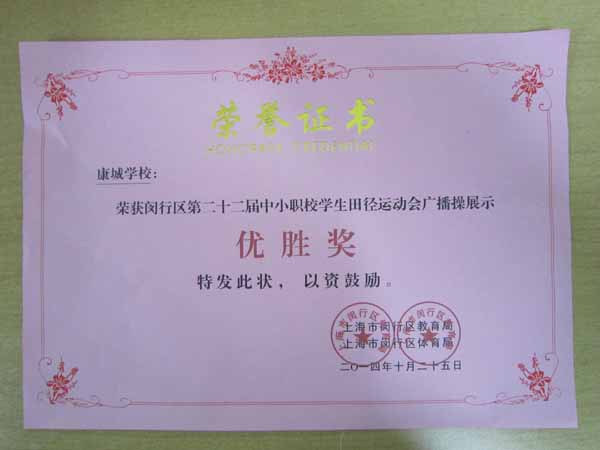 荣誉证书
HONORARY CREDENTIAL
康城学校:
荣获闵行区第二十二届中小职校学生田径运动会广播操展示
优胜奖
特发此状，以资鼓励。
上海市闵行区教育局
上海市闵行区体育局
二〇一四年十月二十五日